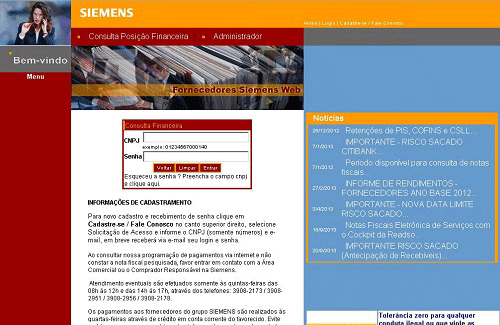 SIEMENS
Home | Login | Cadastre-se / Fale Conosco
Consulta Posição Financeira
Administrador
Bem-vindo
Menu
Fornecedores Siemens Web
Consulta Financeira
CNPJ
exemplo: 01234667000140
Senha
Voltar Limpar Entrar
Esqueceu a senha ? Preencha o campo cnpj
e clique aqui.
INFORMAÇÕES DE CADASTRAMENTO
Para novo cadastro e recebimento de senha clique em
Cadastre-se / Fale Conosco no canto superior direito, selecione
Solicitação de Acesso e informe o CNPJ (somente números) e e-
mail, em breve receberá via e-mail seu login e senha.
Ao consultar nossa programação de pagamentos via internet e não
constar a nota fiscal pesquisada, favor entrar em contato com a Área
Comercial ou o Comprador Responsável na Siemens.
Atendimento eventuais são efetuados somente às quintas-feiras das
08h às 12h e das 14h às 17h, através dos telefones: 3908-2173 / 3908-
2951 / 3908-2956 / 3908-2178.
Os pagamentos aos fornecedores do grupo SIEMENS são realizados às
quartas-feiras através de crédito em conta corrente do favorecido. Evite
Notícias
26/12/2013 Retenções de PIS, COFINS e CSLL...
7/1/2013 IMPORTANTE - RISCO SACADO
CITIBANK
7/1/2013 Periodo disponível para consulta de notas
fiscais...
27/2/2013 INFORME DE RENDIMENTOS -
FORNECEDORES ANO BASE 2012...
3/4/2013 IMPORTANTE - NOVA DATA LIMITE
RISCO SACADO...
16/9/2013 Notas Fiscais Eletrônica de Serviços com
o Cockpit da Readso...
20/9/2013 IMPORTANTE RISCO SACADO
(Antecipação de Recebíveis)...
Tolerância zero para qualquer
conduta ilegal ou que viole as